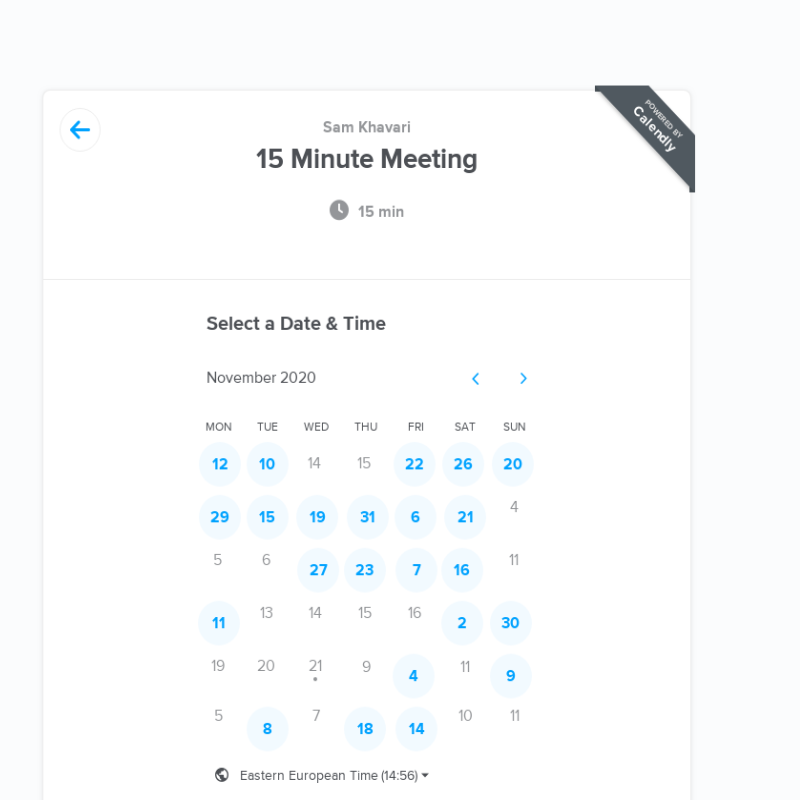 POWERED BY
Calendly
Sam Khavari
15 Minute Meeting
15 min
Select a Date & Time
November 2020
MON TUE WED THU FRI SAT SUN
12 10 14 15 22 26 20
29 15 19 31 6 21 4
5 6 27 23 7 16 11
11 13 14 15 16 2 30
19 20 21 9 4 11 9
5 8 7 18 14 10 11
Eastern European Time (14:56)